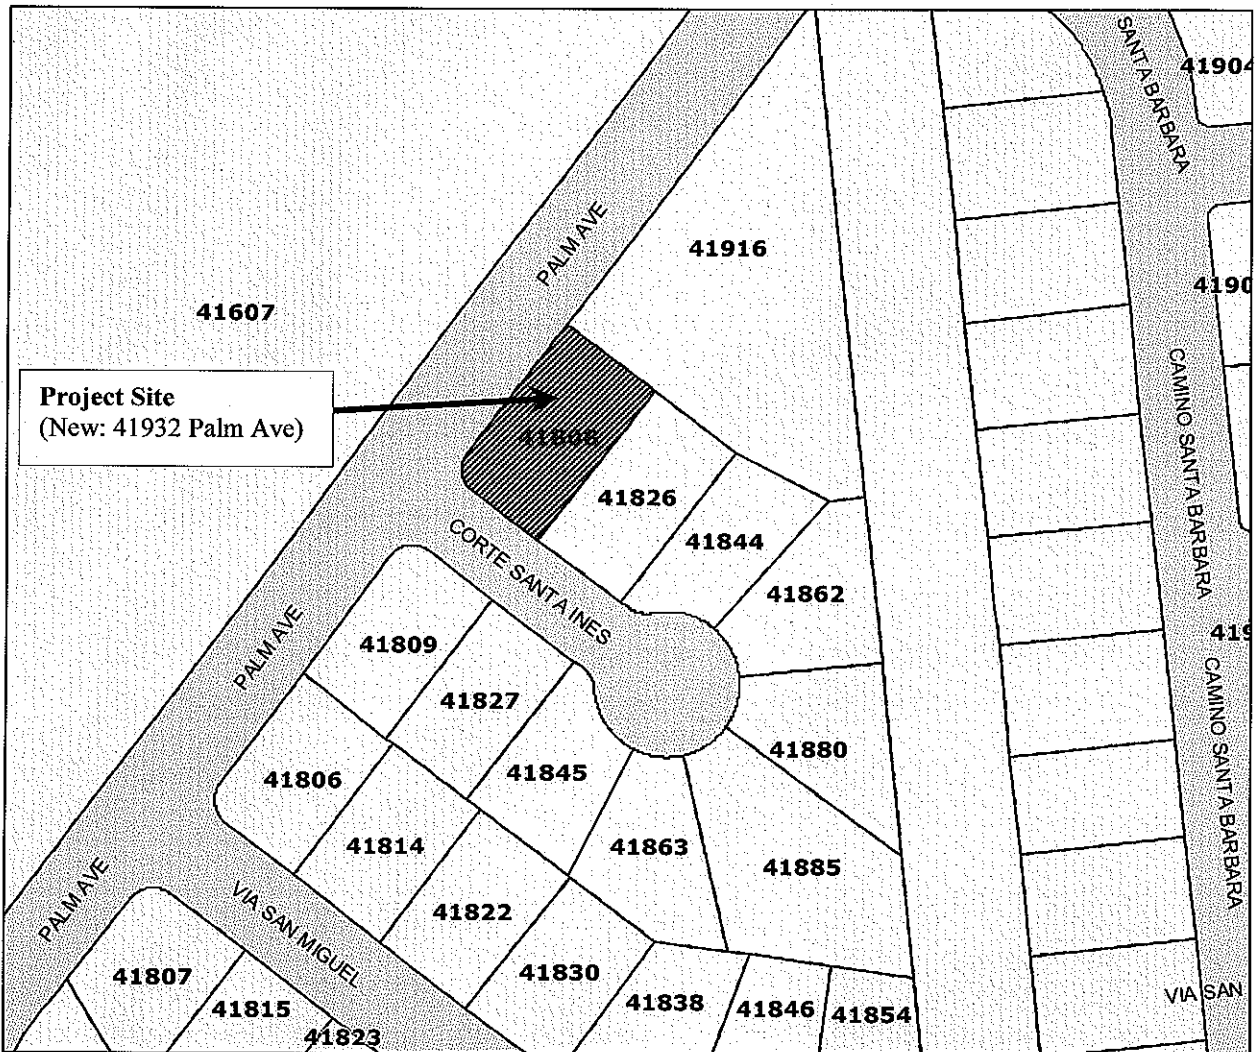 SANTA BARBARA
41904
PALM AVE
41916
4190
41607
Project Site
(New: 41932 Palm Ave)
41808
CAMINO SANTA BARBARA
41826
CORTE SANTA INES
41844
41862
419
PALM AVE
41809
41827
CAMINO SANTA BARBARA
41880
41806
41845
41814
41863
41885
PALM AVE
VIA SAN MIGUEL
41822
41807
41830
41815
41838
41846
41854
41823
VIA SAN